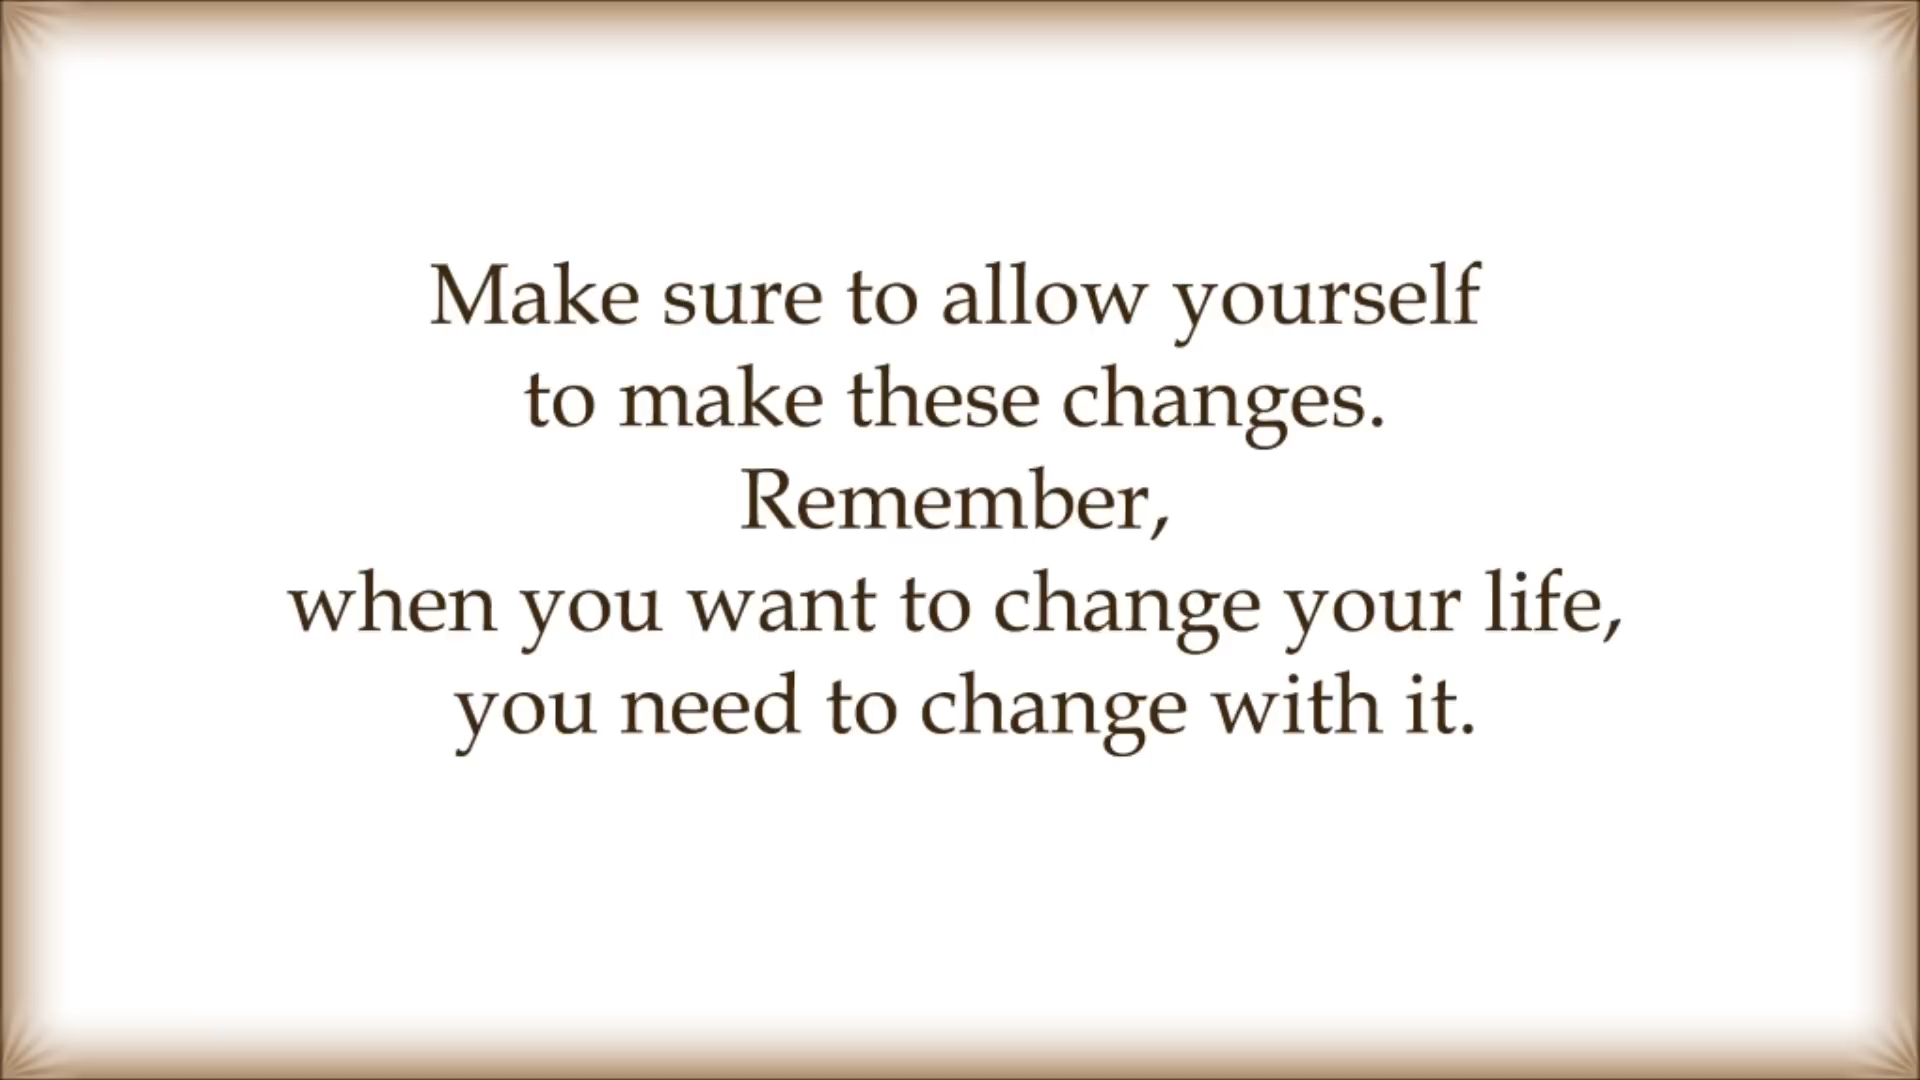 Make sure to allow yourself
to make these changes.
Remember,
when you want to change your life,
you need to change with it.